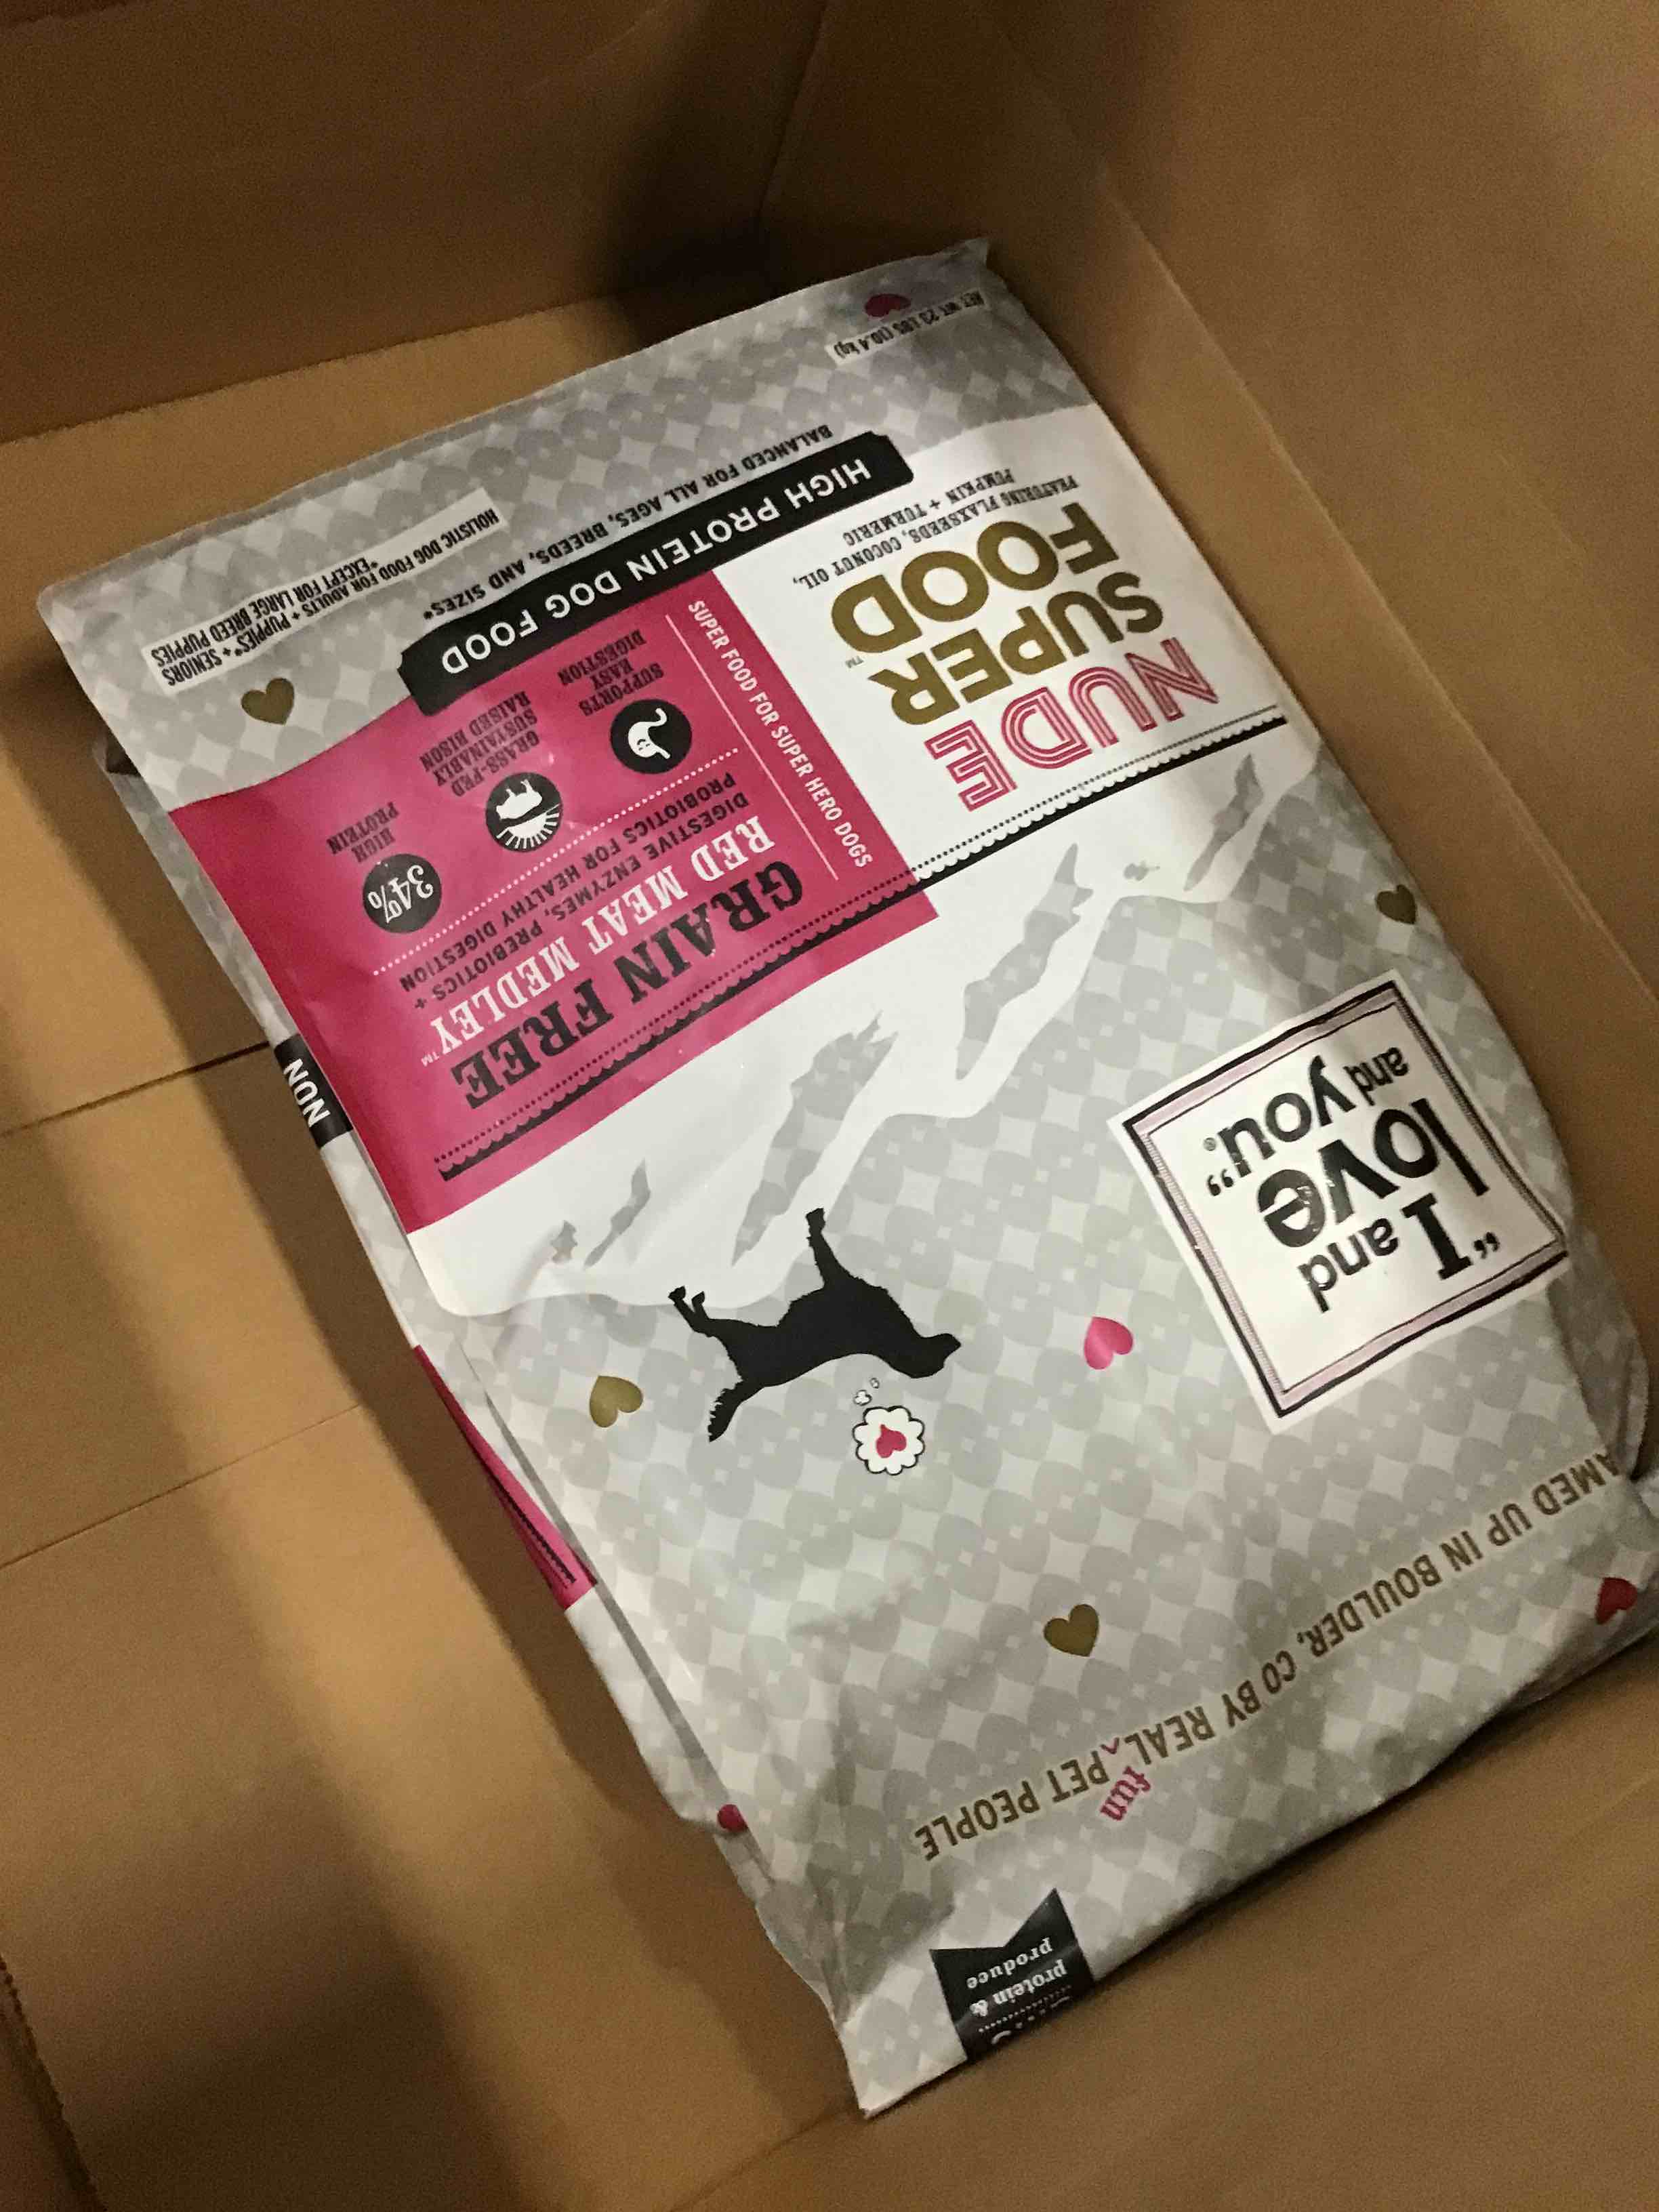 protein &
produce
AMED UP IN BOULDER, CO BY REAL PET PEOPLE
fun
"I and
love
and you."®
NUDE
SUPER
FOOD™
FEATURING FLAXSEEDS, COCONUT OIL,
PUMPKIN + TURMERIC
GRAIN FREE
RED MEAT MEDLEY™
DIGESTIVE ENZYMES, PREBIOTICS +
PROBIOTICS FOR HEALTHY DIGESTION
SUPPORTS
EASY
DIGESTION
GRASS-FED
SUSTAINABLY
RAISED BISON
34%
HIGH
PROTEIN
SUPER FOOD FOR SUPER HERO DOGS
HIGH PROTEIN DOG FOOD
BALANCED FOR ALL AGES, BREEDS, AND SIZES*
NET WT 23 LBS (10.4 kg)
HOLISTIC DOG FOOD FOR ADULTS + PUPPIES* + SENIORS
*EXCEPT FOR LARGE BREED PUPPIES
NON